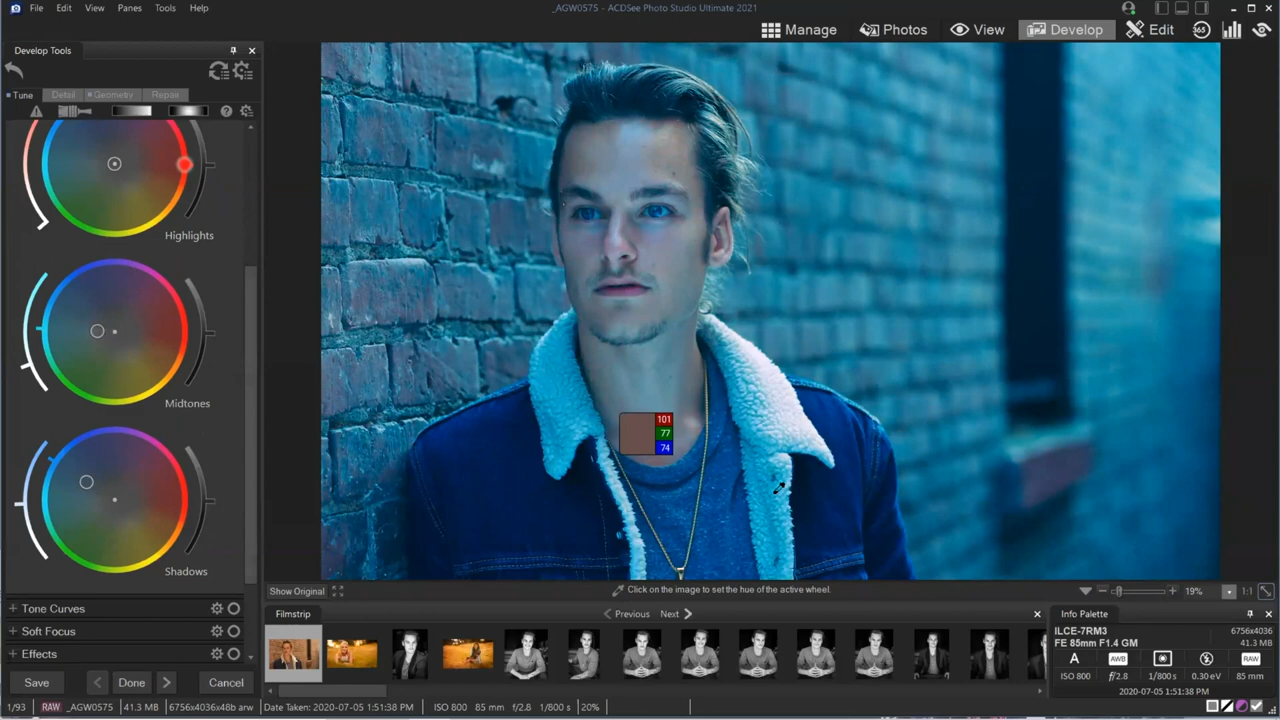 File Edit View Panes Tools Help
_AGW0575 - ACDSee Photo Studio Ultimate 2021
Manage Photos View Develop Edit 365
Develop Tools
Tune Detail Geometry Repair
Highlights
Midtones
Shadows
101
77
74
Show Original
Click on the image to set the hue of the active wheel.
19% 1:1
Tone Curves
Soft Focus
Effects
Save Done Cancel
Filmstrip Previous Next
Info Palette
ILCE-7RM3 6756x4036
FE 85mm F1.4 GM 41.3 MB
A AWB RAW
ISO 800 f/2.8 1/800 s 0.30 eV 85 mm
2020-07-05 1:51:38 PM
1/93 RAW _AGW0575 41.3 MB 6756x4036x48b arw Date Taken: 2020-07-05 1:51:38 PM ISO 800 85 mm f/2.8 1/800 s 20%